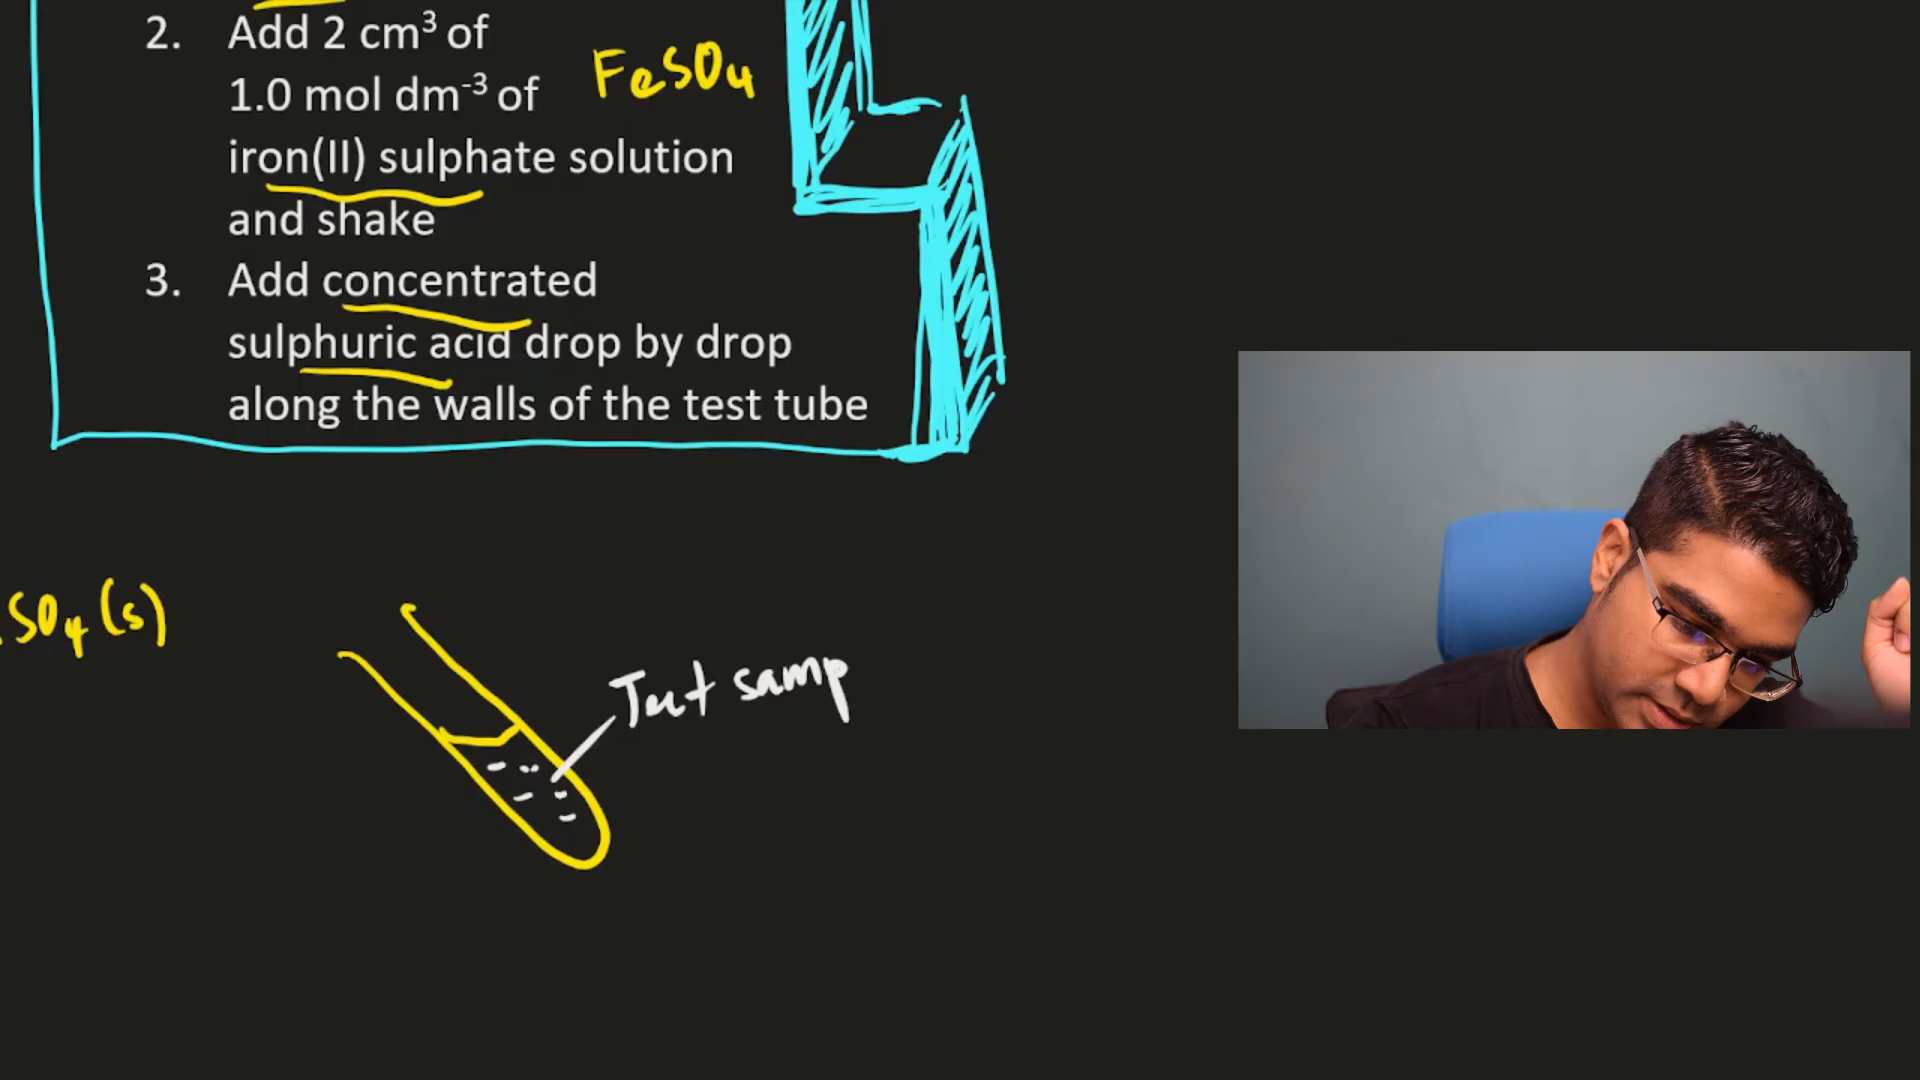 2. Add 2 cm³ of
1.0 mol dm⁻³ of
iron(II) sulphate solution
and shake
FeSO₄
3. Add concentrated
sulphuric acid drop by drop
along the walls of the test tube
SO₄ (s)
Test samp